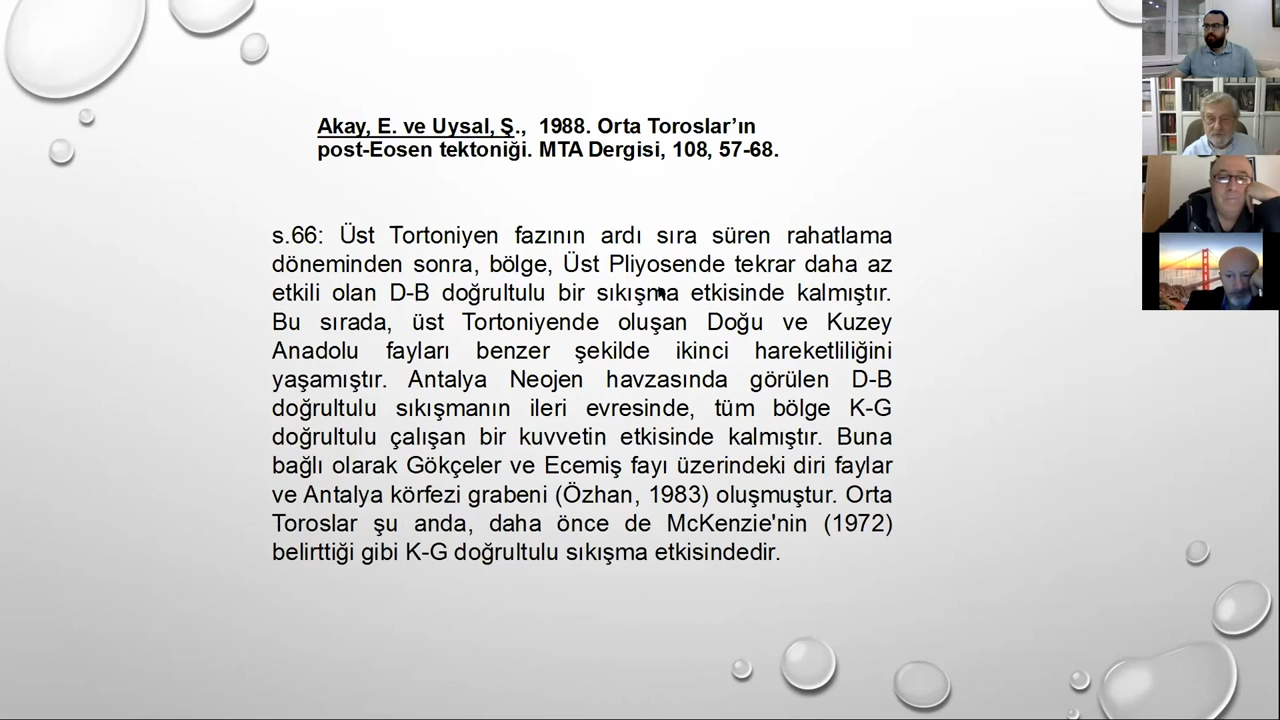 Akay, E. ve Uysal, Ş., 1988. Orta Toroslar’ın
post-Eosen tektoniği. MTA Dergisi, 108, 57-68.
s.66: Üst Tortoniyen fazının ardı sıra süren rahatlama
döneminden sonra, bölge, Üst Pliyosende tekrar daha az
etkili olan D-B doğrultulu bir sıkışma etkisinde kalmıştır.
Bu sırada, üst Tortoniyende oluşan Doğu ve Kuzey
Anadolu fayları benzer şekilde ikinci hareketliliğini
yaşamıştır. Antalya Neojen havzasında görülen D-B
doğrultulu sıkışmanın ileri evresinde, tüm bölge K-G
doğrultulu çalışan bir kuvvetin etkisinde kalmıştır. Buna
bağlı olarak Gökçeler ve Ecemiş fayı üzerindeki diri faylar
ve Antalya körfezi grabeni (Özhan, 1983) oluşmuştur. Orta
Toroslar şu anda, daha önce de McKenzie'nin (1972)
belirttiği gibi K-G doğrultulu sıkışma etkisindedir.